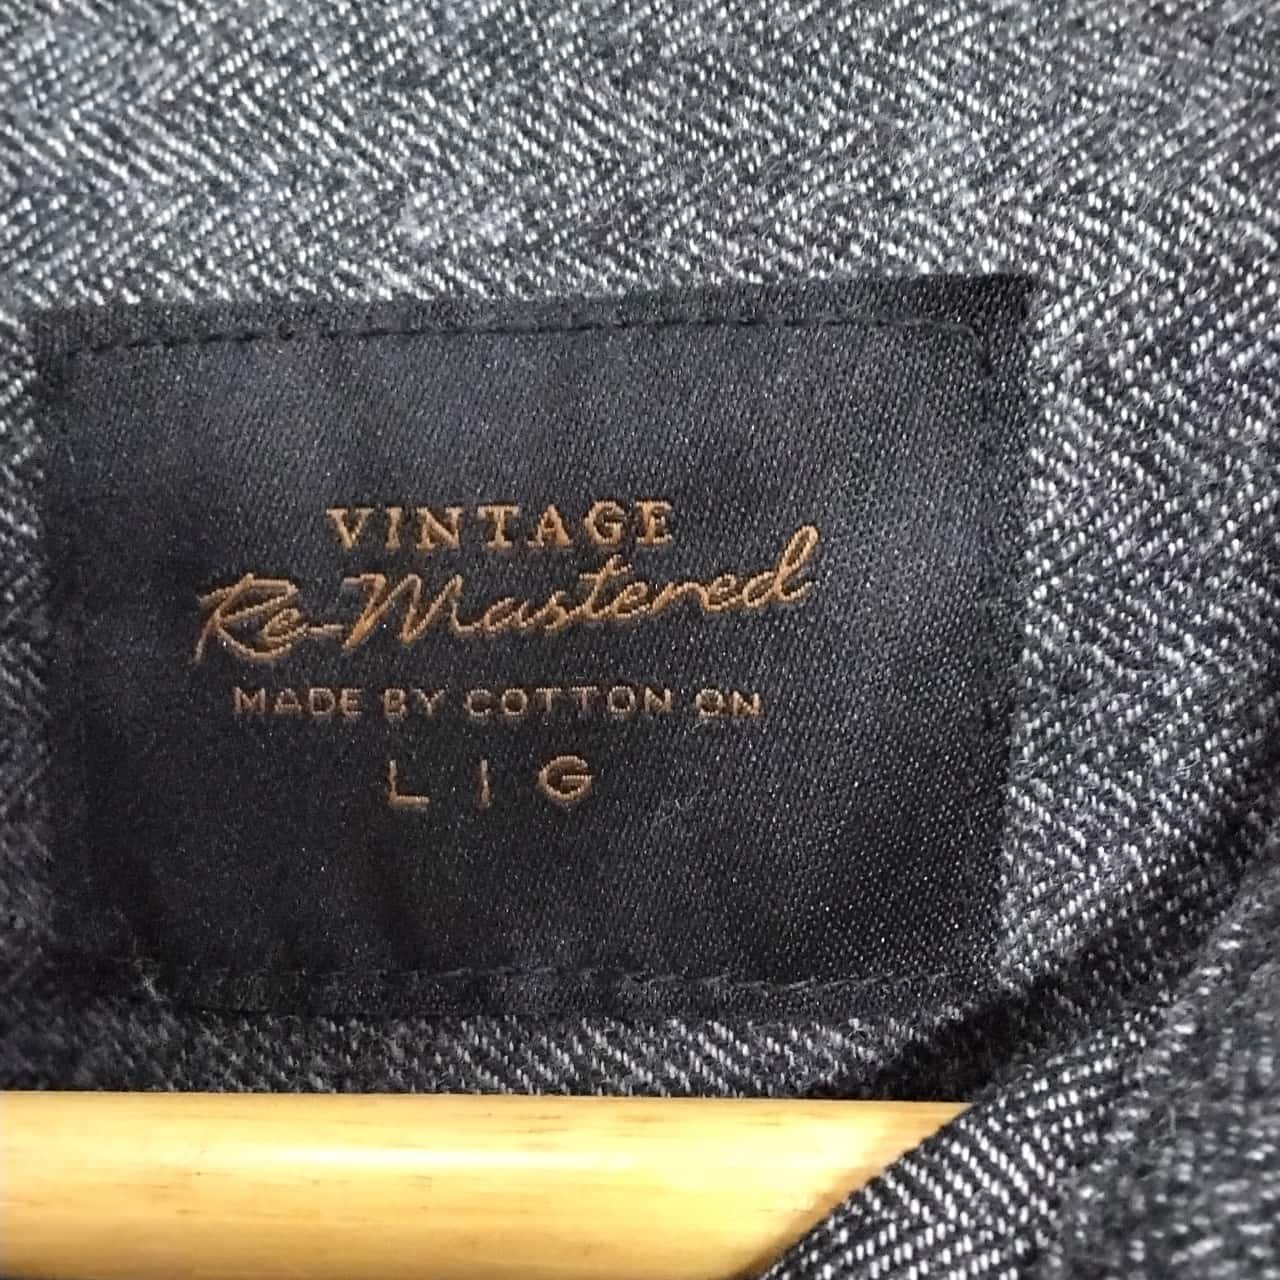 VINTAGE
Re-Mastered
MADE BY COTTON ON
L | G